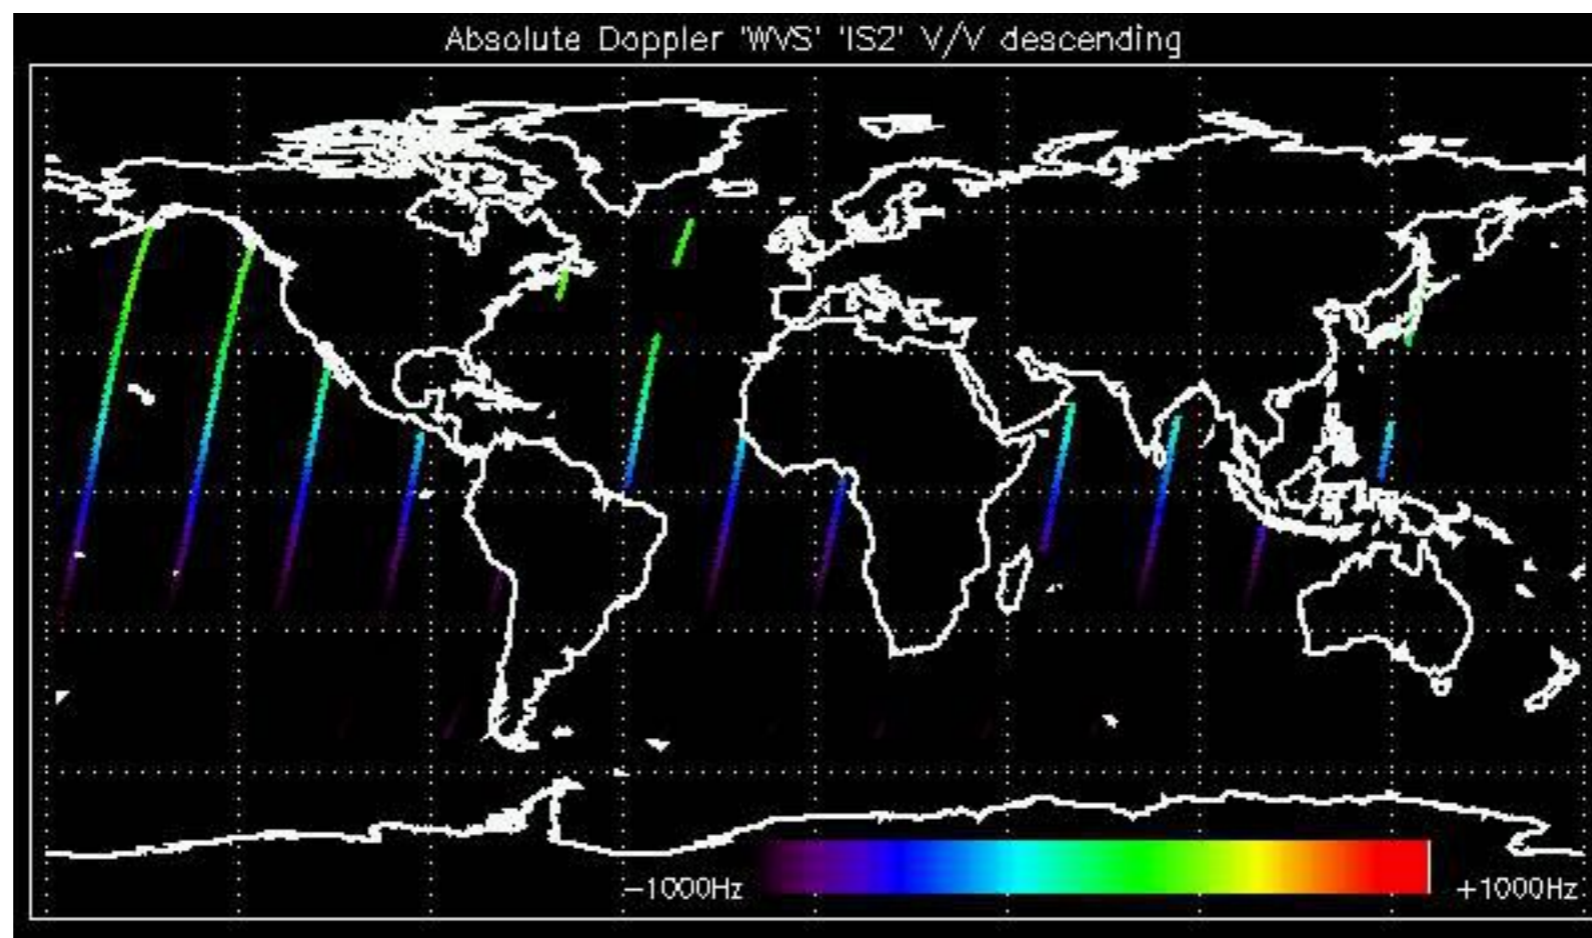 Absolute Doppler 'WVS' 'IS2' V/V descending
-1000Hz
+1000Hz